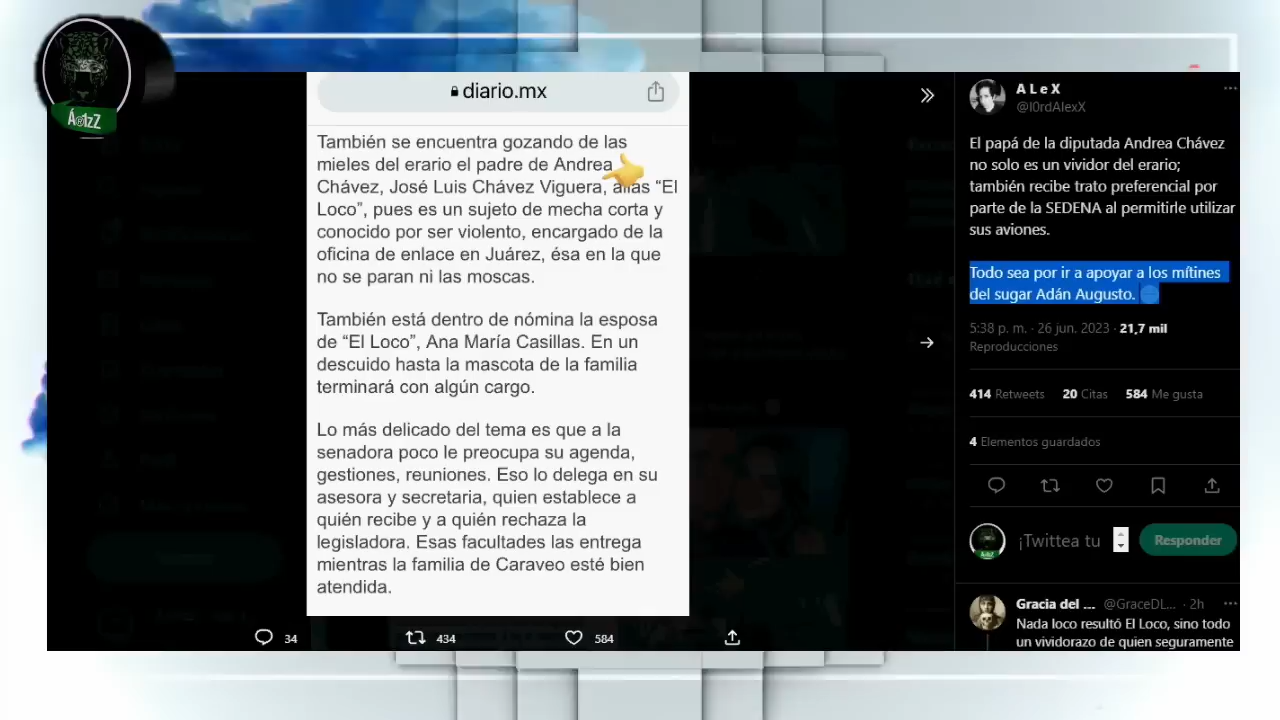 Á®1zZ
diario.mx
También se encuentra gozando de las
mieles del erario el padre de Andrea
Chávez, José Luis Chávez Viguera, alias “El
Loco”, pues es un sujeto de mecha corta y
conocido por ser violento, encargado de la
oficina de enlace en Juárez, ésa en la que
no se paran ni las moscas.
También está dentro de nómina la esposa
de “El Loco”, Ana María Casillas. En un
descuido hasta la mascota de la familia
terminará con algún cargo.
Lo más delicado del tema es que a la
senadora poco le preocupa su agenda,
gestiones, reuniones. Eso lo delega en su
asesora y secretaria, quien establece a
quién recibe y a quién rechaza la
legisladora. Esas facultades las entrega
mientras la familia de Caraveo esté bien
atendida.
34 434 584
A L e X
@l0rdAlexX
El papá de la diputada Andrea Chávez
no solo es un vividor del erario;
también recibe trato preferencial por
parte de la SEDENA al permitirle utilizar
sus aviones.
Todo sea por ir a apoyar a los mítines
del sugar Adán Augusto.
5:38 p. m. · 26 jun. 2023 · 21,7 mil
Reproducciones
414 Retweets 20 Citas 584 Me gusta
4 Elementos guardados
¡Twittea tu Responder
Gracia del ... @GraceDL... · 2h
Nada loco resultó El Loco, sino todo
un vividorazo de quien seguramente